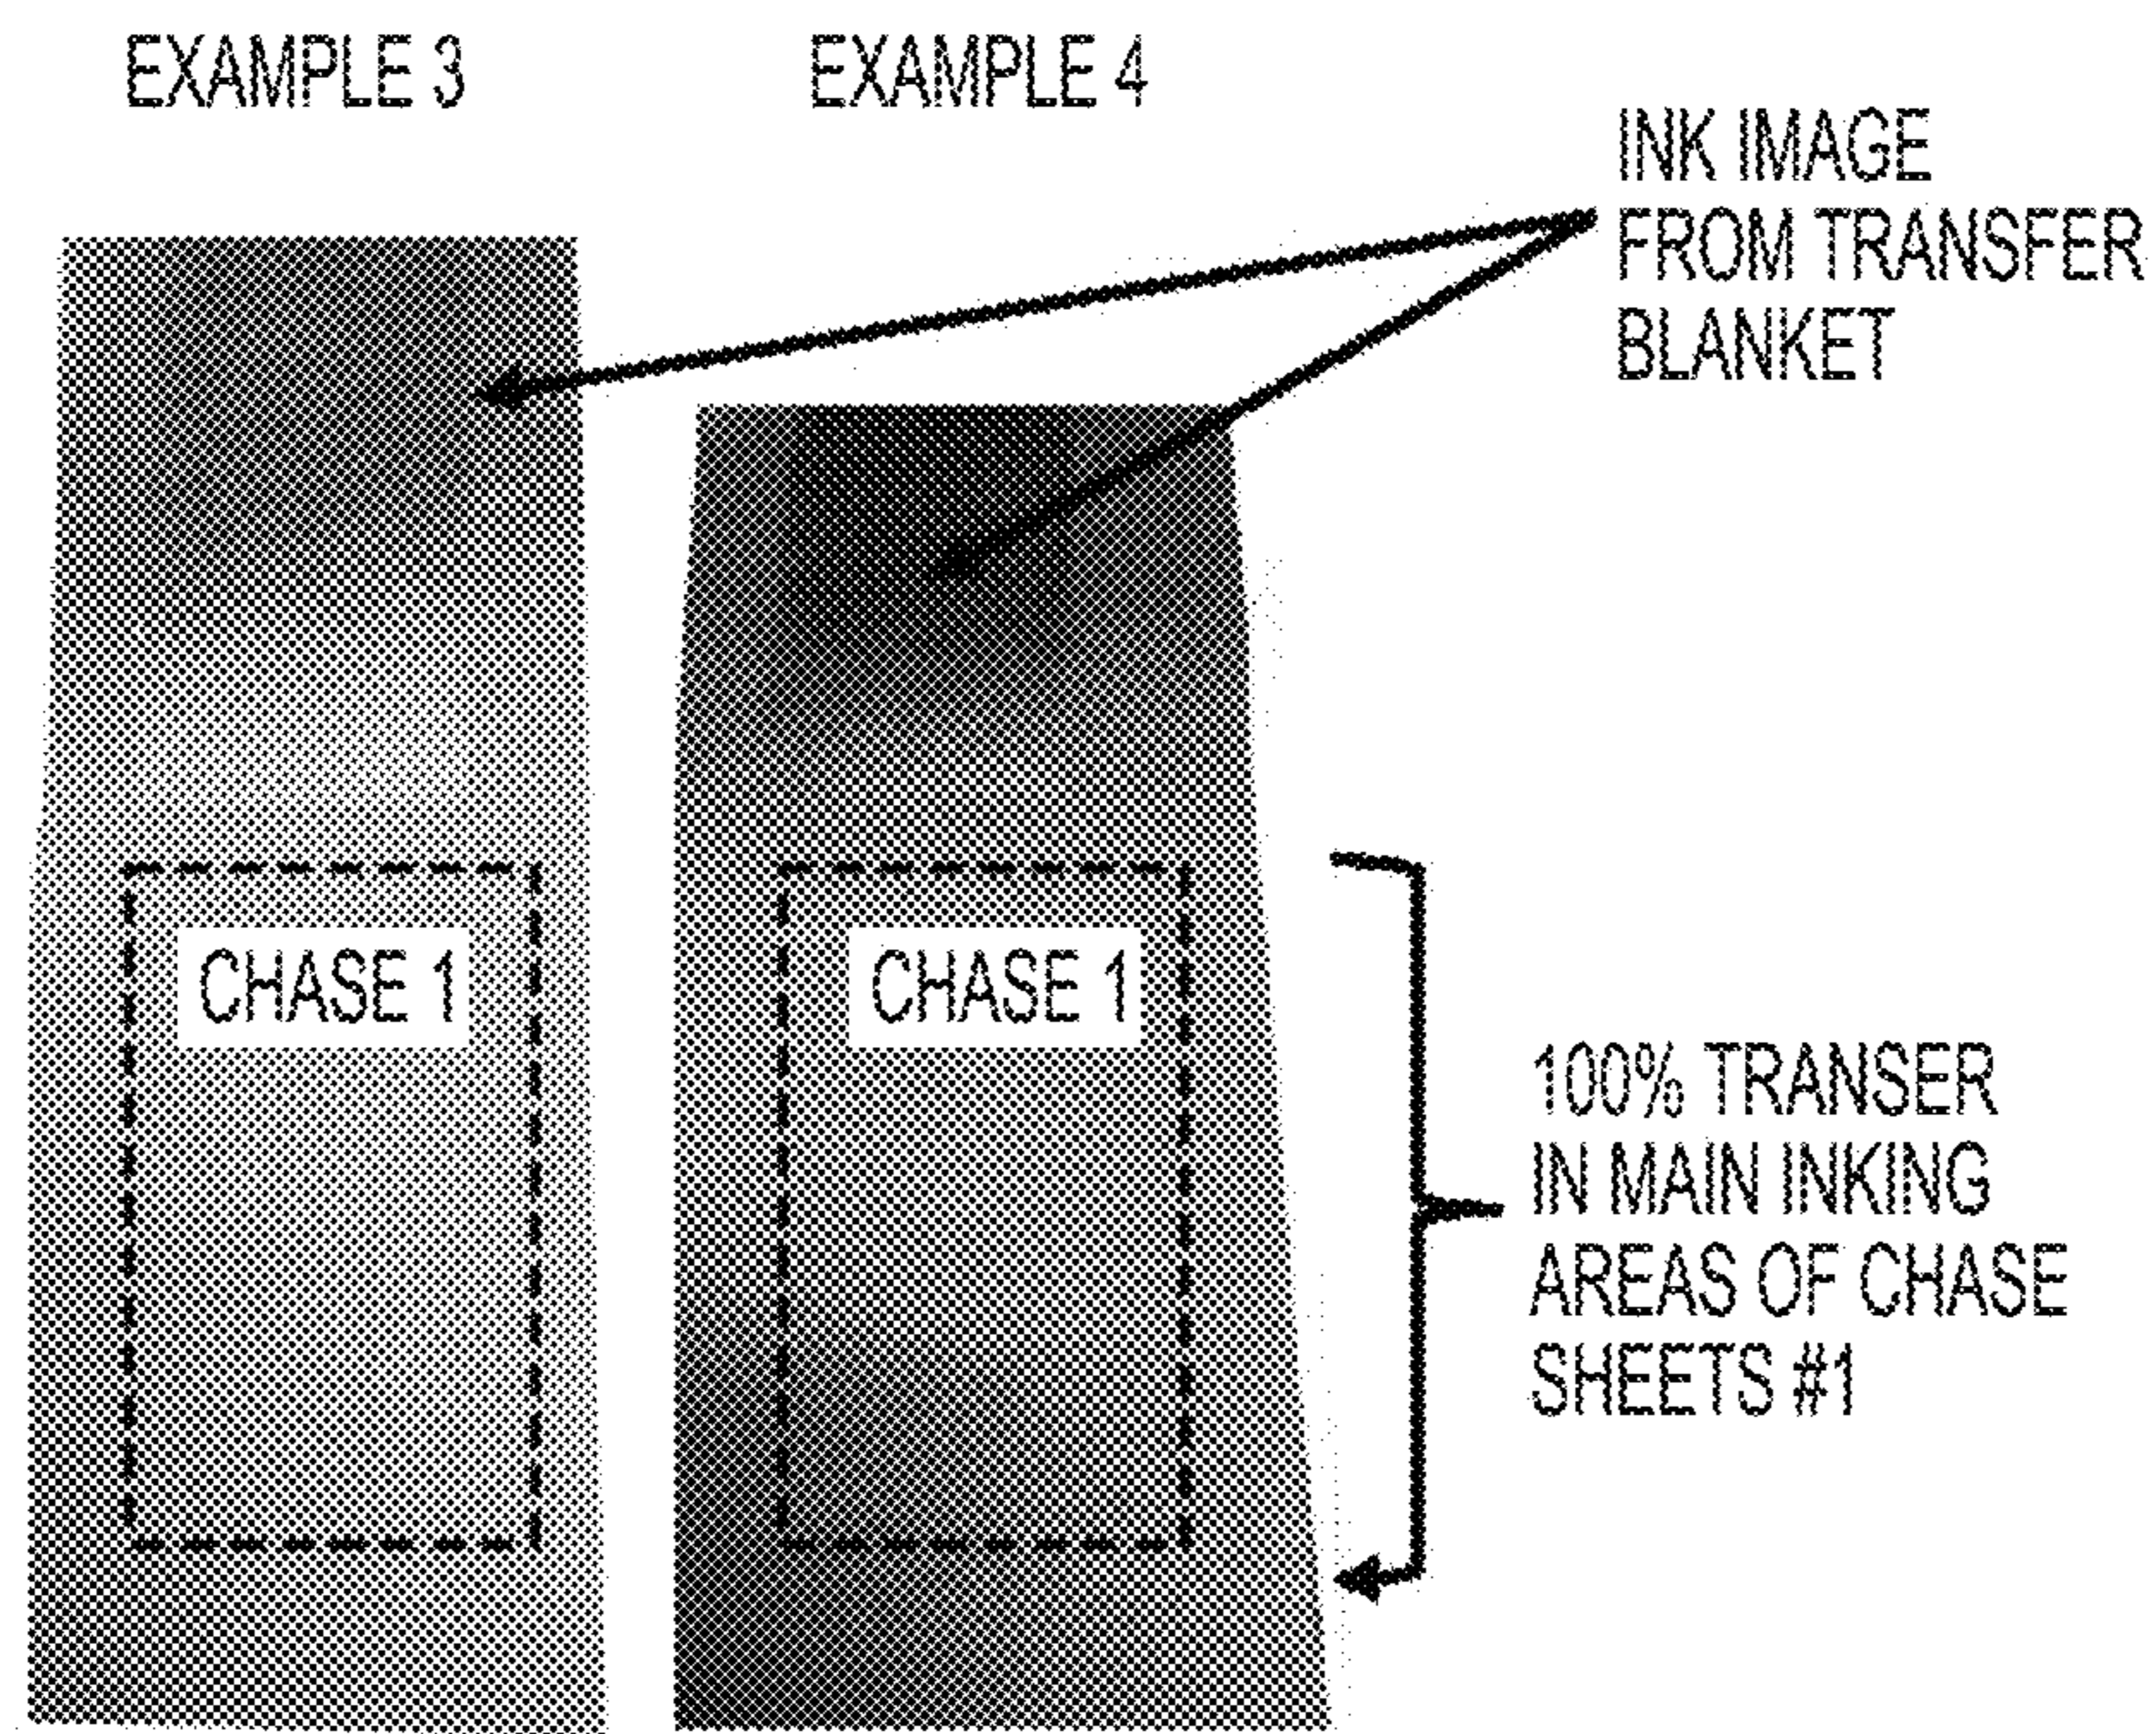 EXAMPLE 3
EXAMPLE 4
INK IMAGE
FROM TRANSFER
BLANKET
CHASE 1
CHASE 1
100% TRANSER
IN MAIN INKING
AREAS OF CHASE
SHEETS #1